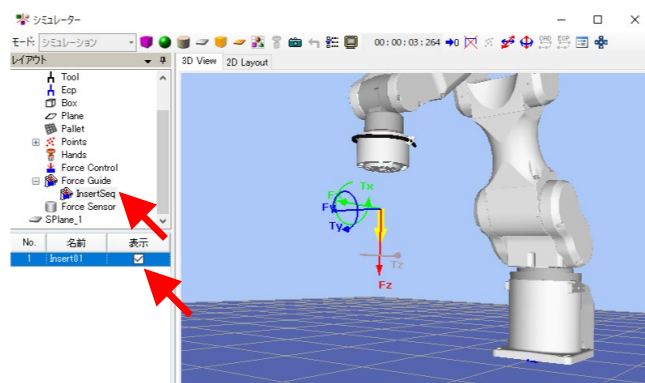 シミュレーター
モード: シミュレーション
00:00:03:264
レイアウト
3D View 2D Layout
Tool
Ecp
Box
Plane
Pallet
Points
Hands
Force Control
Force Guide
InsertSeq
Force Sensor
SPlane_1
No. 名前 表示
1 Insert01
Tx
Fy
Ty
Tz
Fz